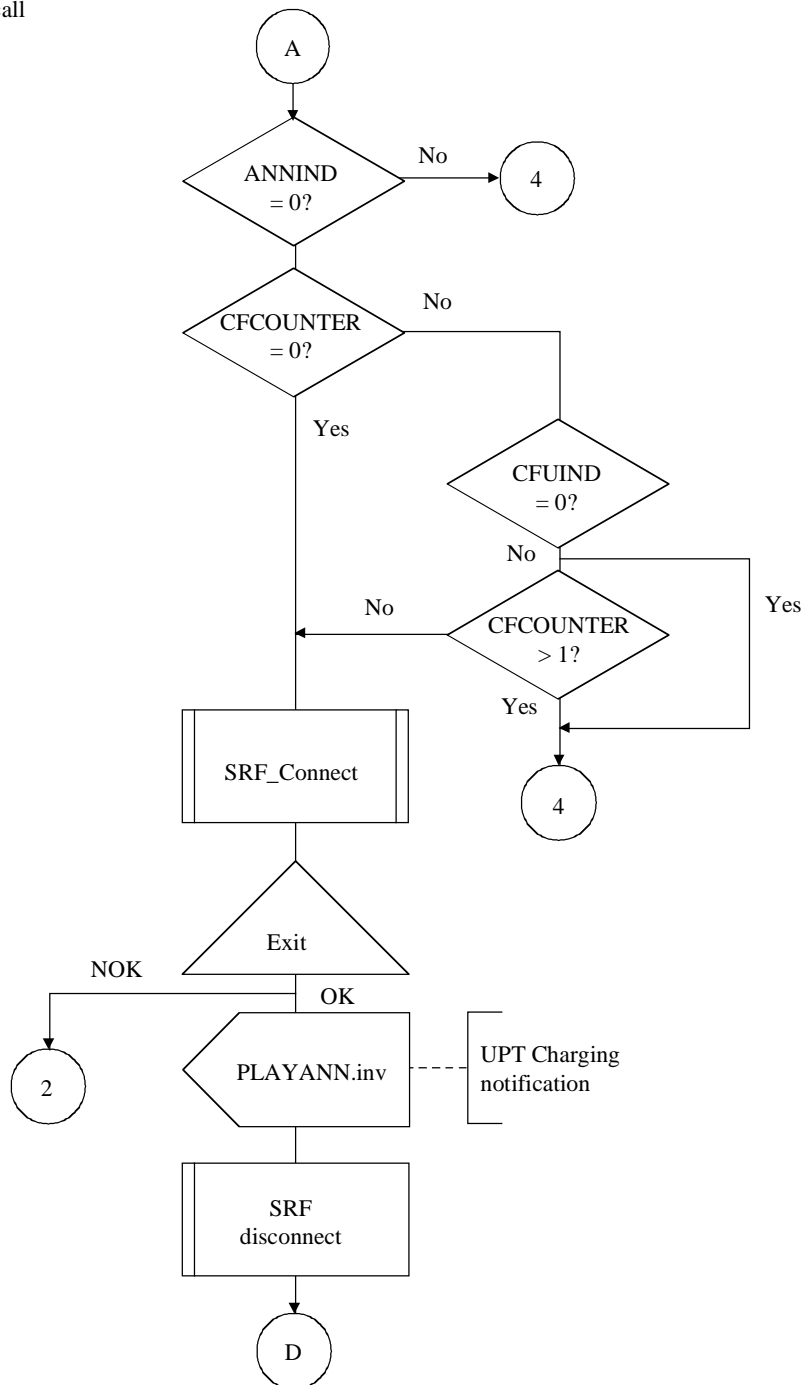 all
A
ANNIND
= 0?
No
4
CFCOUNTER
= 0?
No
Yes
CFUIND
= 0?
No
Yes
No
CFCOUNTER
> 1?
Yes
SRF_Connect
4
Exit
NOK
OK
2
PLAYANN.inv
UPT Charging
notification
SRF
disconnect
D